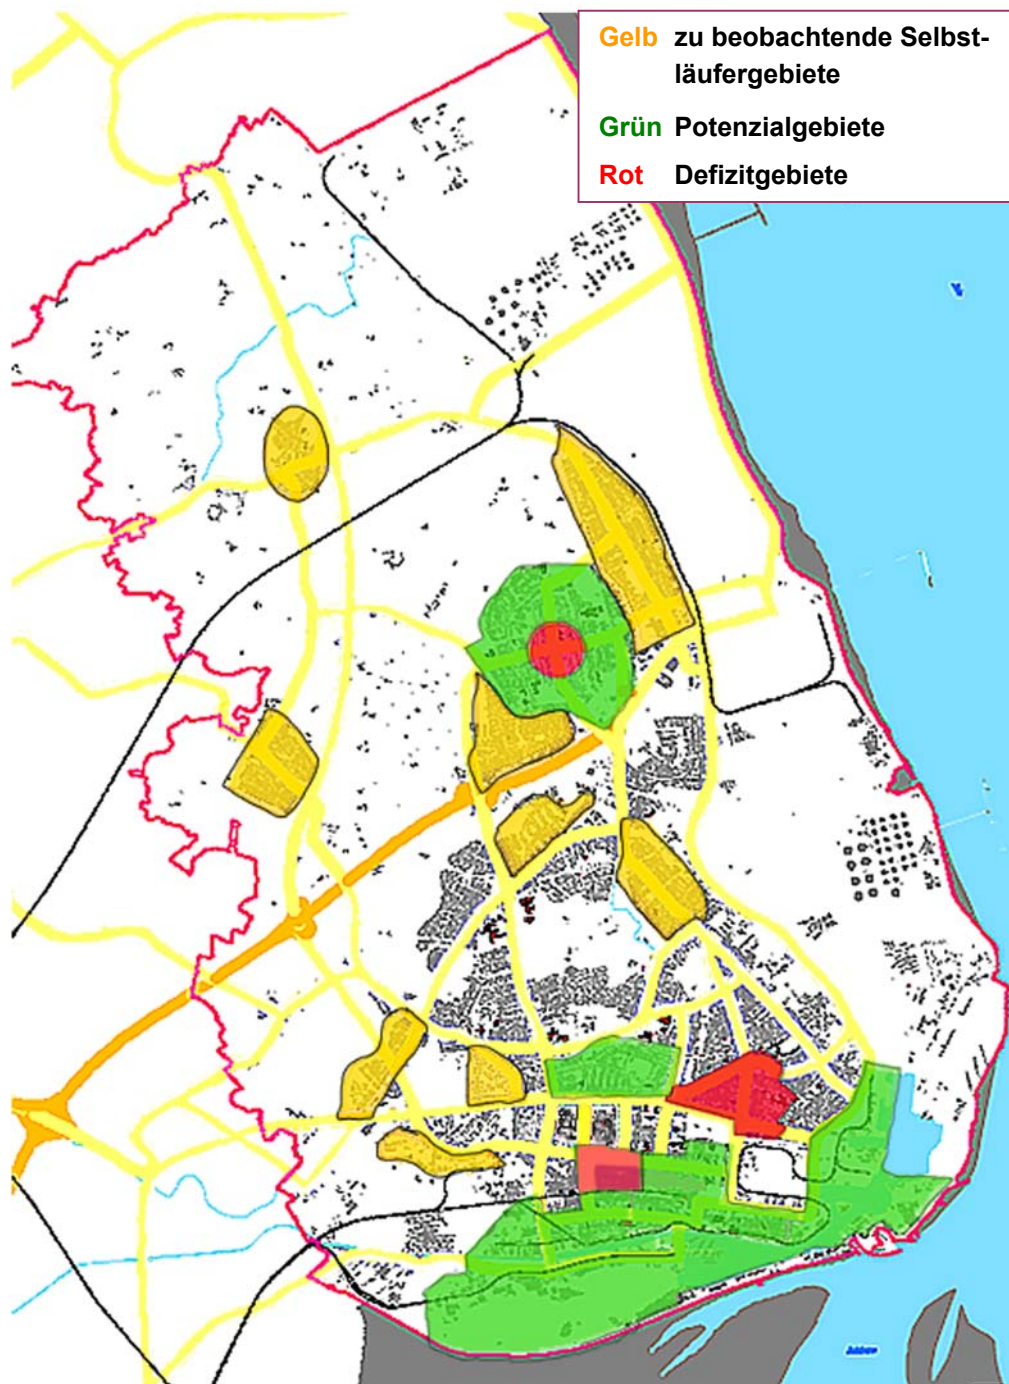 Gelb zu beobachtende Selbst-
läufergebiete
Grün Potenzialgebiete
Rot Defizitgebiete